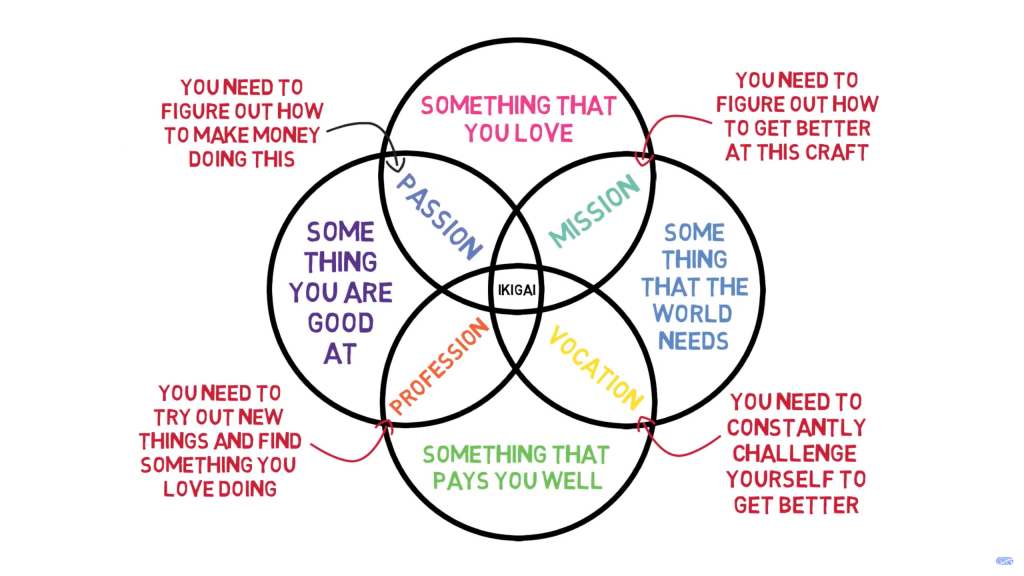 YOU NEED TO
FIGURE OUT HOW
TO MAKE MONEY
DOING THIS
SOMETHING THAT
YOU LOVE
YOU NEED TO
FIGURE OUT HOW
TO GET BETTER
AT THIS CRAFT
PASSION
MISSION
SOME
THING
YOU ARE
GOOD
AT
IKIGAI
SOME
THING
THAT THE
WORLD
NEEDS
PROFESSION
VOCATION
YOU NEED TO
TRY OUT NEW
THINGS AND FIND
SOMETHING YOU
LOVE DOING
SOMETHING THAT
PAYS YOU WELL
YOU NEED TO
CONSTANTLY
CHALLENGE
YOURSELF TO
GET BETTER